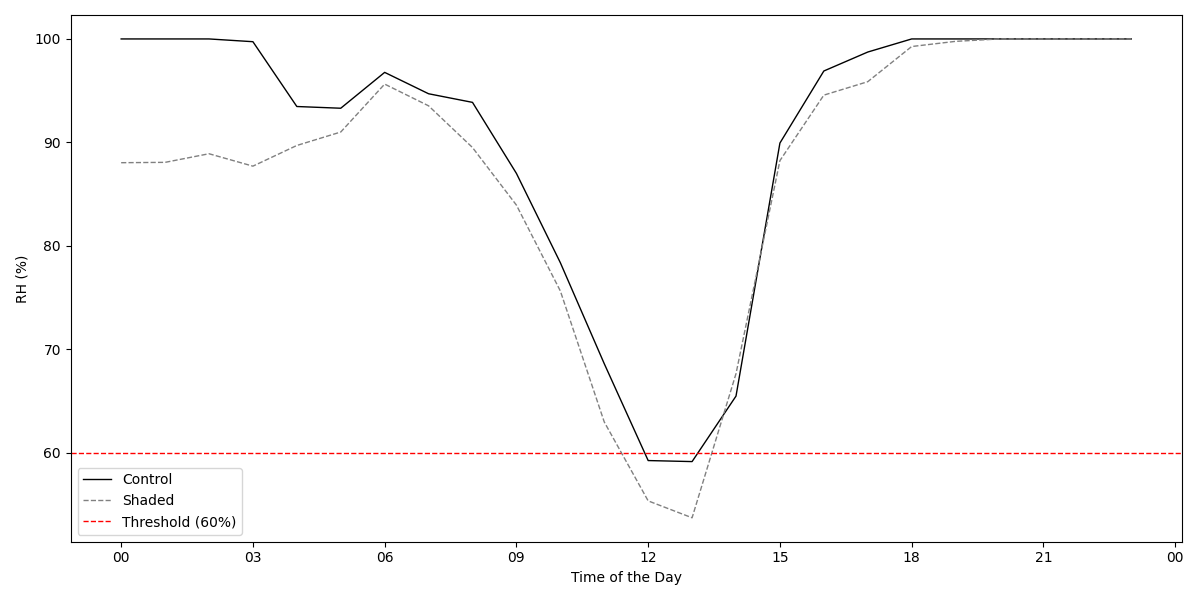 100
90
80
70
60
RH (%)
Control
Shaded
Threshold (60%)
00 03 06 09 12 15 18 21 00
Time of the Day